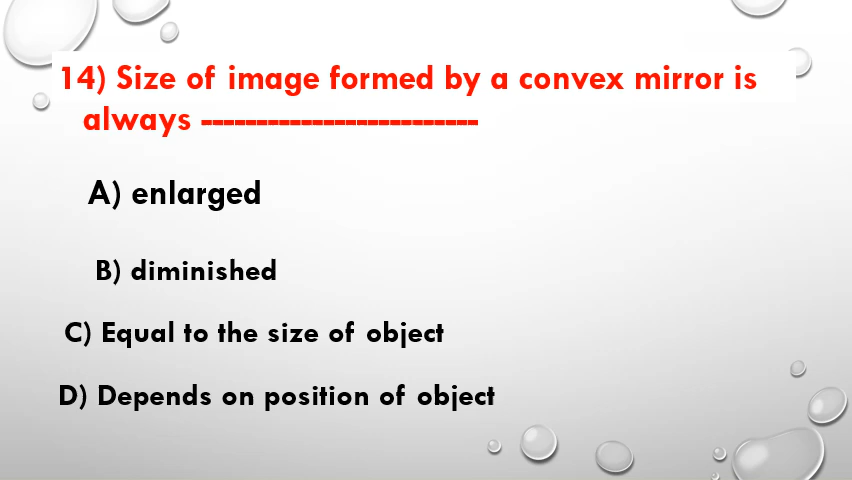 14) Size of image formed by a convex mirror is
always -------------------------
A) enlarged
B) diminished
C) Equal to the size of object
D) Depends on position of object